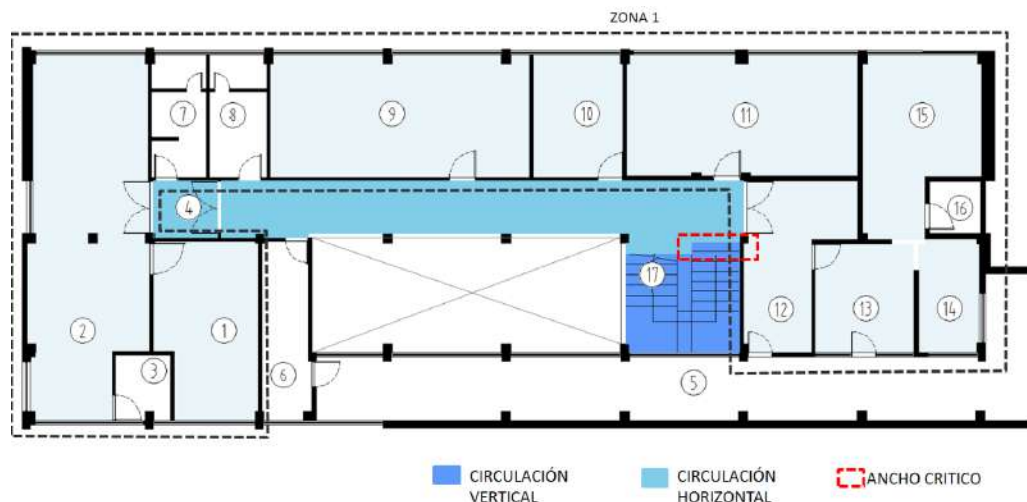 ZONA 1
7
8
9
10
11
15
4
16
17
2
1
3
6
12
13
14
5
CIRCULACIÓN
VERTICAL
CIRCULACIÓN
HORIZONTAL
ANCHO CRITICO